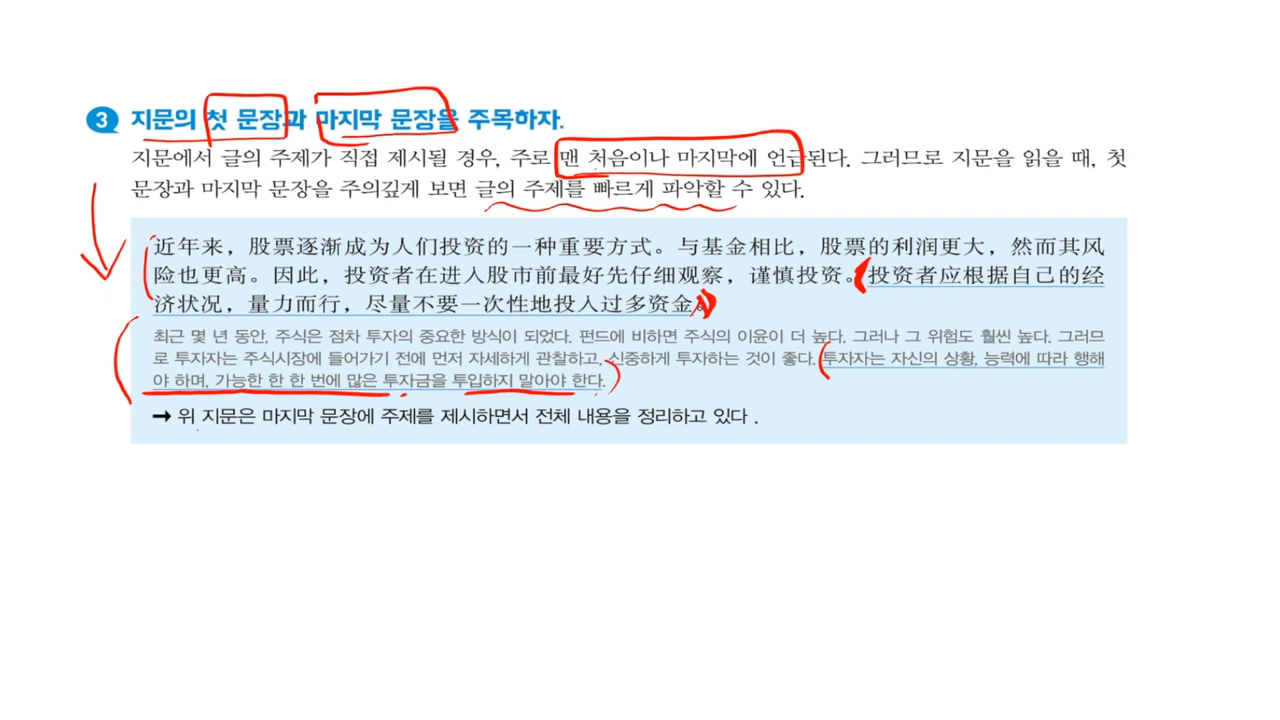 3 지문의 첫 문장과 마지막 문장을 주목하자.
지문에서 글의 주제가 직접 제시될 경우, 주로 맨 처음이나 마지막에 언급된다. 그러므로 지문을 읽을 때, 첫
문장과 마지막 문장을 주의깊게 보면 글의 주제를 빠르게 파악할 수 있다.
近年来，股票逐渐成为人们投资的一种重要方式。与基金相比，股票的利润更大，然而其风
险也更高。因此，投资者在进入股市前最好先仔细观察，谨慎投资。投资者应根据自己的经
济状况，量力而行，尽量不要一次性地投入过多资金。
최근 몇 년 동안, 주식은 점차 투자의 중요한 방식이 되었다. 펀드에 비하면 주식의 이윤이 더 높다. 그러나 그 위험도 훨씬 높다. 그러므
로 투자자는 주식시장에 들어가기 전에 먼저 자세하게 관찰하고, 신중하게 투자하는 것이 좋다. 투자자는 자신의 상황, 능력에 따라 행해
야 하며, 가능한 한 한 번에 많은 투자금을 투입하지 말아야 한다.
→ 위 지문은 마지막 문장에 주제를 제시하면서 전체 내용을 정리하고 있다 .